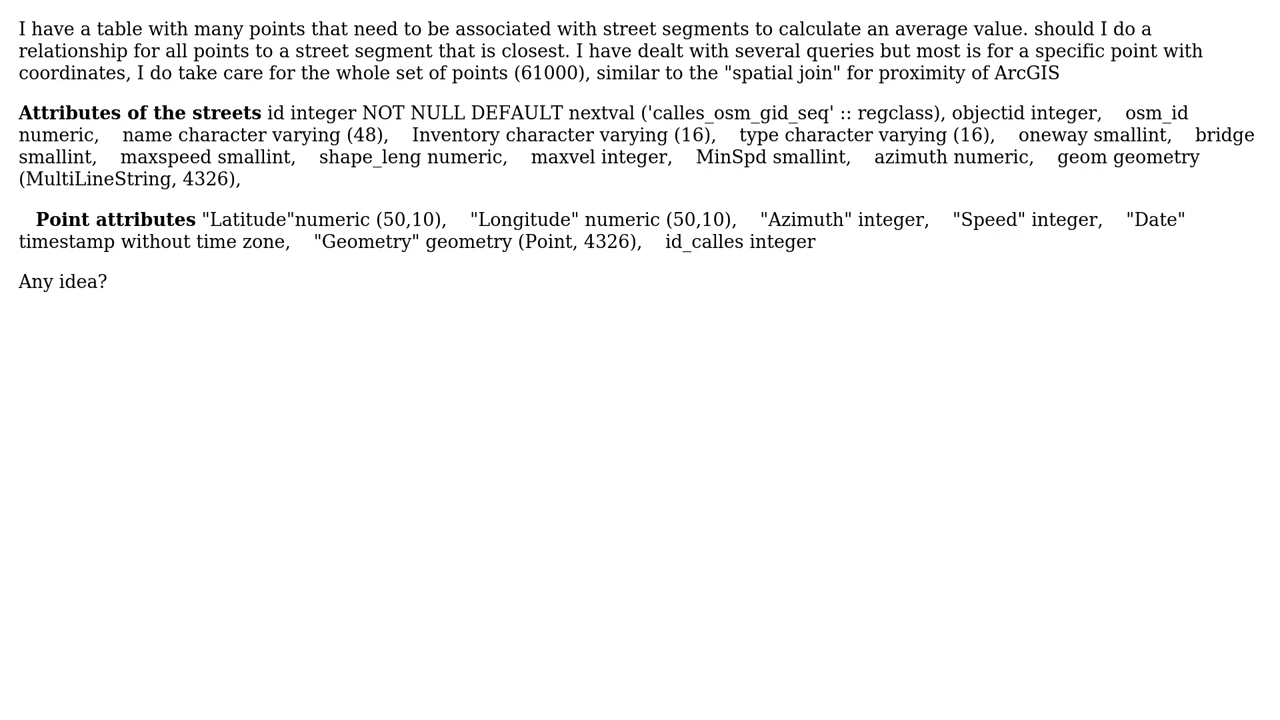 I have a table with many points that need to be associated with street segments to calculate an average value. should I do a
relationship for all points to a street segment that is closest. I have dealt with several queries but most is for a specific point with
coordinates, I do take care for the whole set of points (61000), similar to the "spatial join" for proximity of ArcGIS
Attributes of the streets id integer NOT NULL DEFAULT nextval ('calles_osm_gid_seq' :: regclass), objectid integer,    osm_id
numeric,    name character varying (48),    Inventory character varying (16),    type character varying (16),    oneway smallint,    bridge
smallint,    maxspeed smallint,    shape_leng numeric,    maxvel integer,    MinSpd smallint,    azimuth numeric,    geom geometry
(MultiLineString, 4326),
Point attributes "Latitude"numeric (50,10),    "Longitude" numeric (50,10),    "Azimuth" integer,    "Speed" integer,    "Date"
timestamp without time zone,    "Geometry" geometry (Point, 4326),    id_calles integer
Any idea?